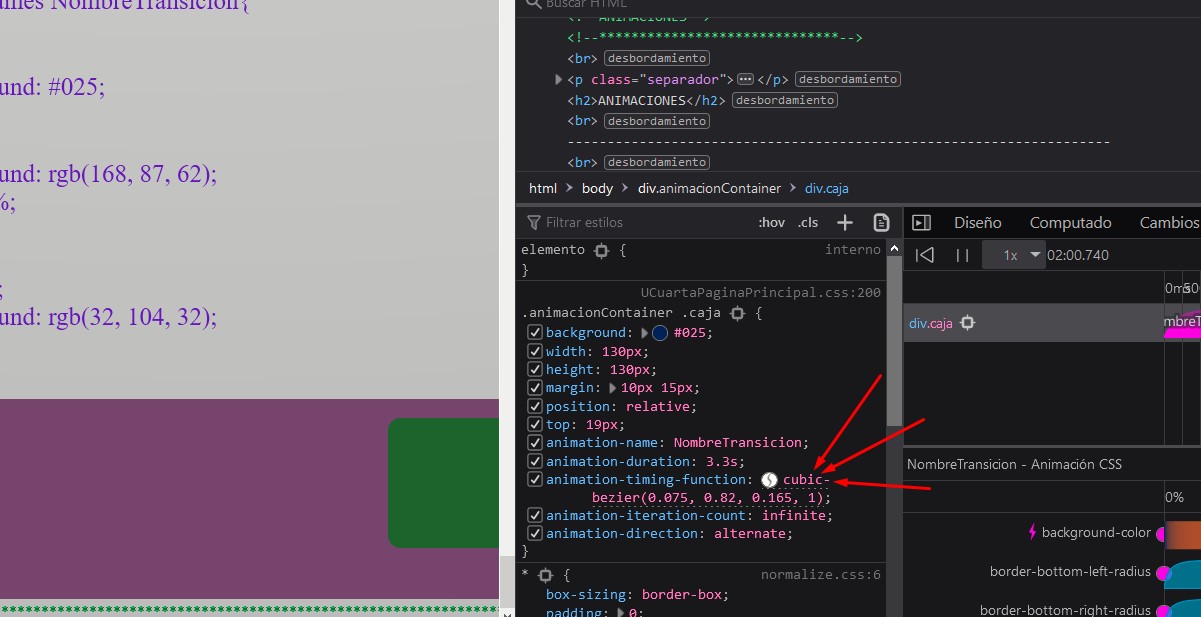 ames NombreTransicion{
und: #025;
und: rgb(168, 87, 62);
%;
;
und: rgb(32, 104, 32);
*****************************************************************
Buscar HTML
<!-- ANIMACIONES -->
<!--******************************-->
<br> desbordamiento
<p class="separador"> ••• </p> desbordamiento
<h2>ANIMACIONES</h2> desbordamiento
<br> desbordamiento
---------------------------------------------------------------------
<br> desbordamiento
html > body > div.animacionContainer > div.caja
Filtrar estilos :hov .cls +
elemento {
interno
}
UCuartaPaginaPrincipal.css:200
.animacionContainer .caja {
background: #025;
width: 130px;
height: 130px;
margin: 10px 15px;
position: relative;
top: 19px;
animation-name: NombreTransicion;
animation-duration: 3.3s;
animation-timing-function: cubic-
bezier(0.075, 0.82, 0.165, 1);
animation-iteration-count: infinite;
animation-direction: alternate;
}
* {
normalize.css:6
box-sizing: border-box;
padding: 0;
Diseño Computado Cambios
1x 02:00.740
0ms
div.caja
mbreT
NombreTransicion - Animación CSS
0%
background-color
border-bottom-left-radius
border-bottom-right-radius